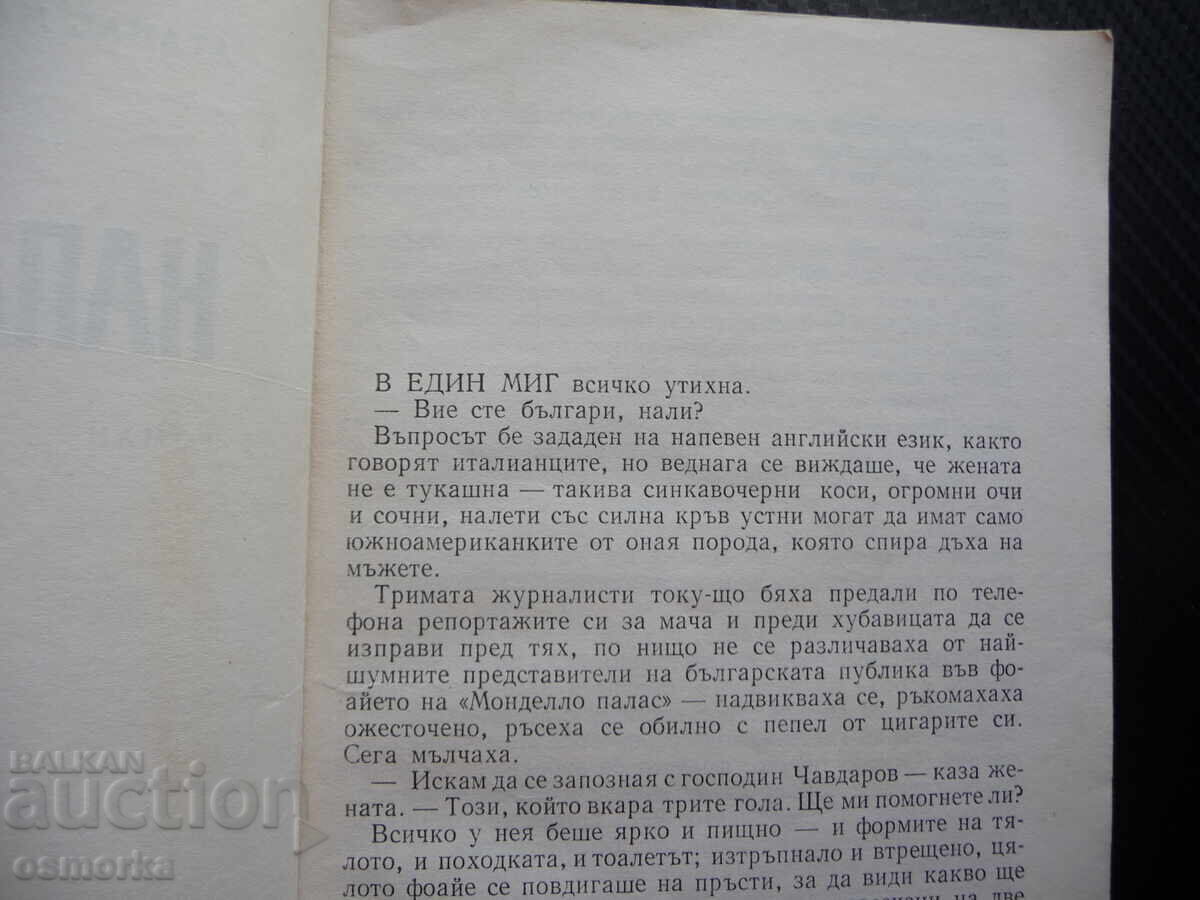 НАП
В ЕДИН МИГ всичко утихна.
— Вие сте българи, нали?
Въпросът бе зададен на напевен английски език, както
говорят италианците, но веднага се виждаше, че жената
не е тукашна — такива синкавочерни коси, огромни очи
и сочни, налети със силна кръв устни могат да имат само
южноамериканките от оная порода, която спира дъха на
мъжете.
Тримата журналисти току-що бяха предали по теле-
фона репортажите си за мача и преди хубавицата да се
изправи пред тях, по нищо не се различаваха от най-
шумните представители на българската публика във фо-
айето на «Монделло палас» — надвикваха се, ръкомахаха
ожесточено, ръсеха се обилно с пепел от цигарите си.
Сега мълчаха.
— Искам да се запозная с господин Чавдаров — каза же-
ната. — Този, който вкара трите гола. Ще ми помогнете ли?
Всичко у нея беше ярко и пищно — и формите на тя-
лото, и походката, и тоалетът; изтръпнало и втрещено, ця-
лото фоайе се повдигаше на пръсти, за да види какво ще
на две
BALKAN
auction
osmorka